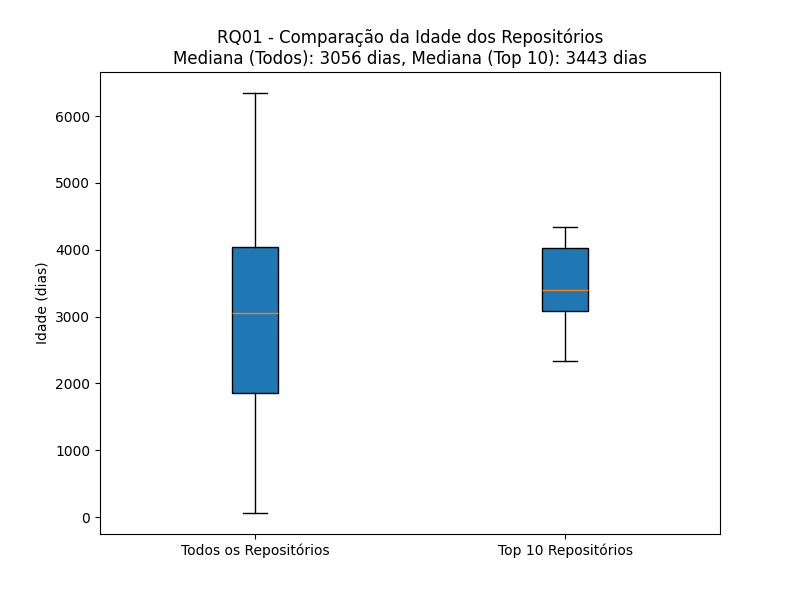 RQ01 - Comparação da Idade dos Repositórios
Mediana (Todos): 3056 dias, Mediana (Top 10): 3443 dias
Idade (dias)
6000
5000
4000
3000
2000
1000
0
Todos os Repositórios
Top 10 Repositórios